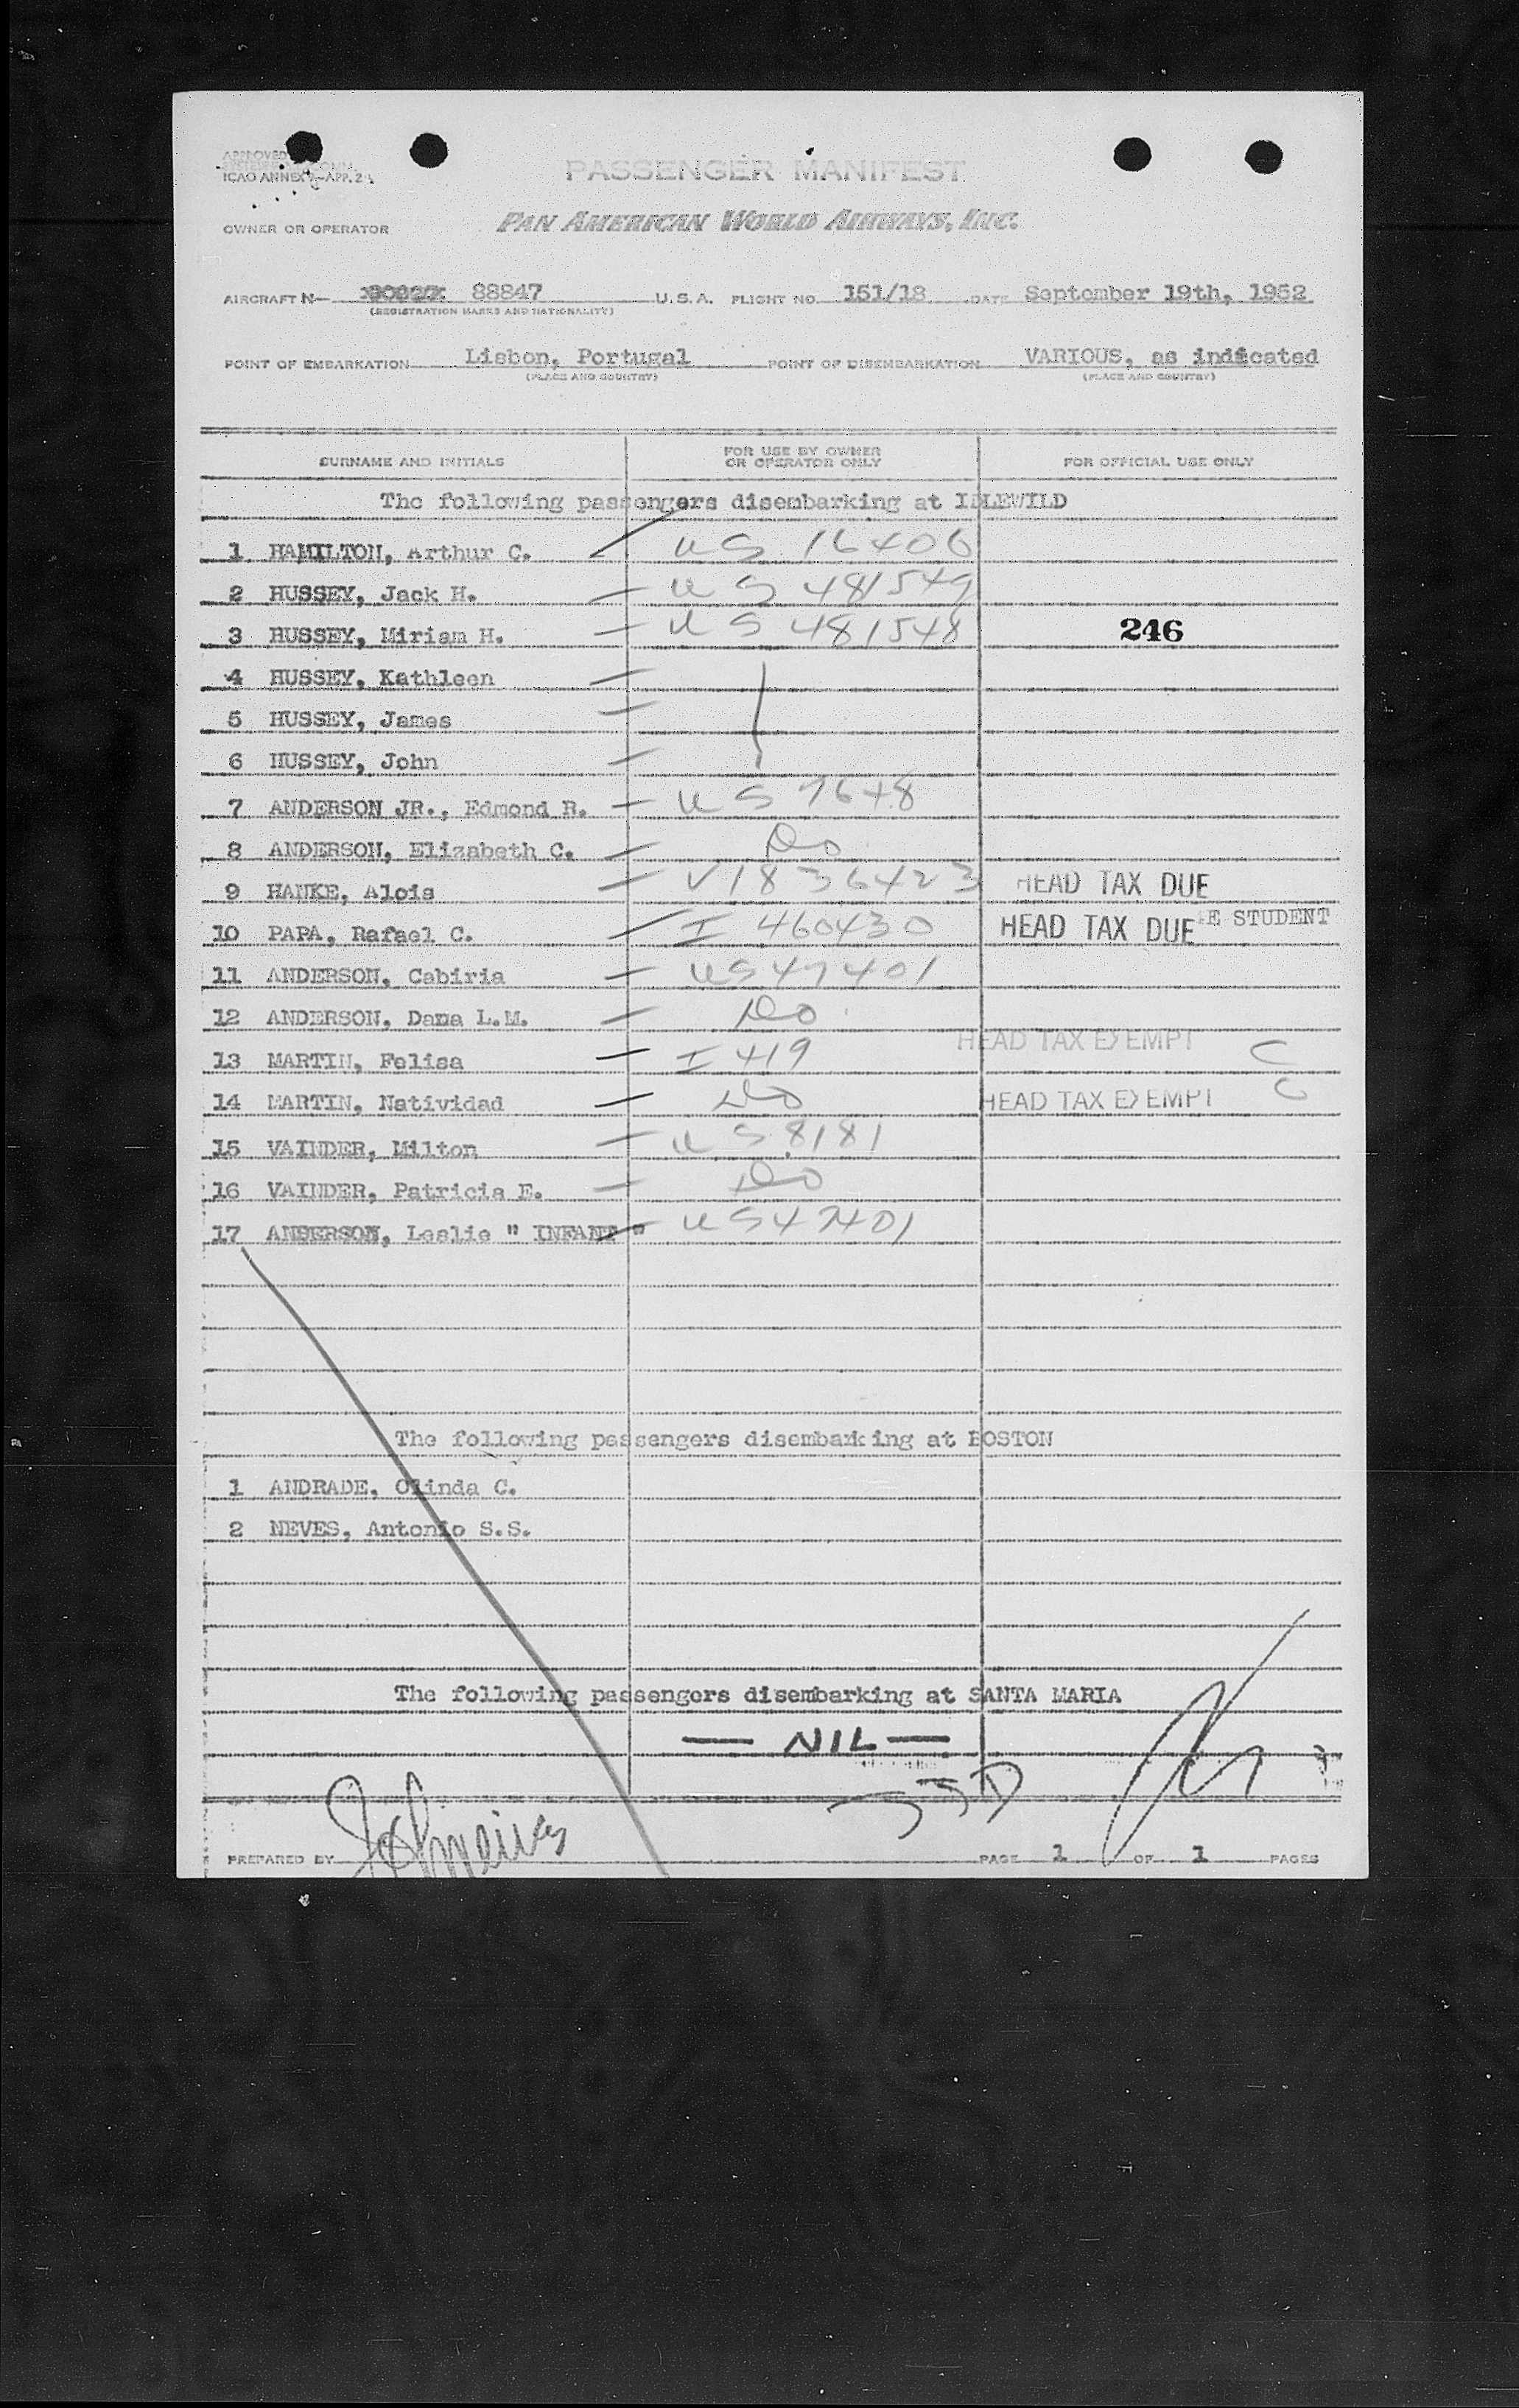 APPROVED
ICAO ANNEX 9-APP. 2
PASSENGER MANIFEST
OWNER OR OPERATOR PAN AMERICAN WORLD AIRWAYS, INC.
AIRCRAFT N- 88847 U.S.A. FLIGHT NO. 151/18 DATE September 19th, 1952
(REGISTRATION MARKS AND NATIONALITY)
POINT OF EMBARKATION Lisbon, Portugal POINT OF DISEMBARKATION VARIOUS, as indicated
(PLACE AND COUNTRY) (PLACE AND COUNTRY)
SURNAME AND INITIALS FOR USE BY OWNER OR OPERATOR ONLY FOR OFFICIAL USE ONLY
The following passengers disembarking at IDLEWILD
1 HAMILTON, Arthur C. US 16406
2 HUSSEY, Jack H. US 481549
3 HUSSEY, Miriam H. US 481548 246
4 HUSSEY, Kathleen
5 HUSSEY, James
6 HUSSEY, John
7 ANDERSON JR., Edmond R. US 7648
8 ANDERSON, Elizabeth C. Do
9 HANKE, Alois V1836423 HEAD TAX DUE
10 PAPA, Rafael C. I 460430 HEAD TAX DUE STUDENT
11 ANDERSON, Cabiria US47401
12 ANDERSON, Dana L.M. Do
13 MARTIN, Felisa I 419 HEAD TAX EXEMPT C
14 MARTIN, Natividad Do HEAD TAX EXEMPT C
15 VAINDER, Milton US 8181
16 VAINDER, Patricia E. Do
17 ANDERSON, Leslie " INFANT " US47401
The following passengers disembarking at BOSTON
1 ANDRADE, Olinda C.
2 NEVES, Antonio S.S.
The following passengers disembarking at SANTA MARIA
— NIL —
PREPARED BY PAGE 1 OF 1 PAGES